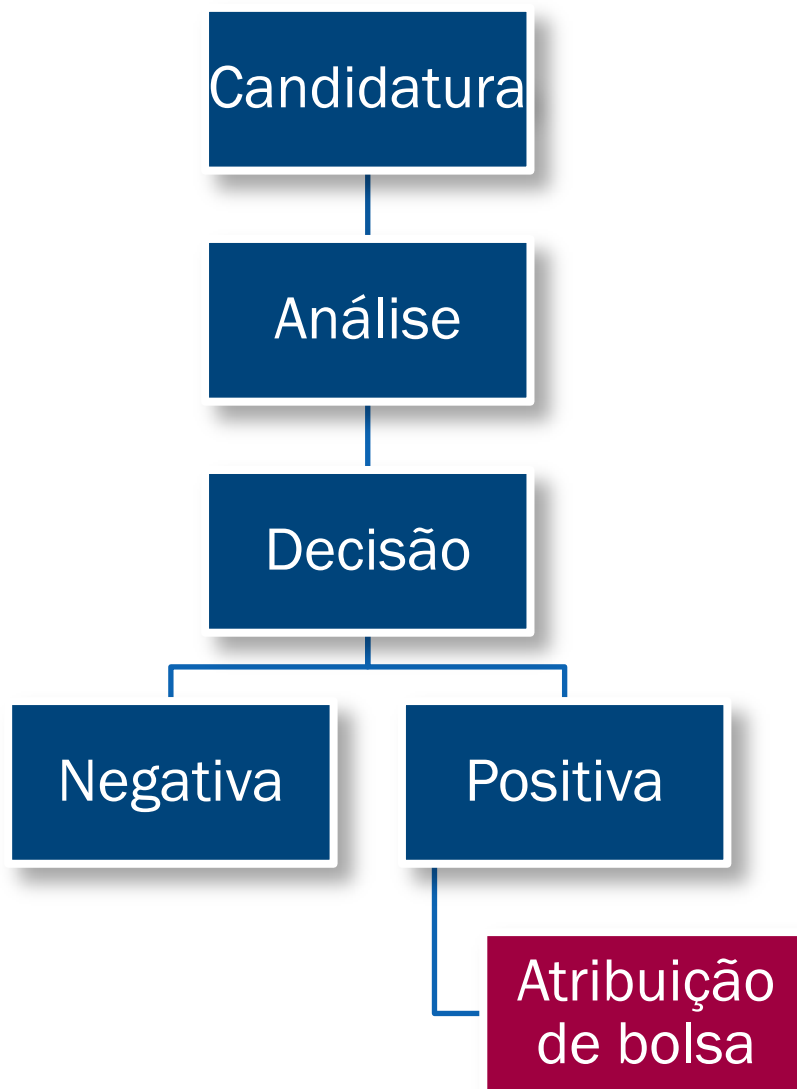 Candidatura
Análise
Decisão
Negativa
Positiva
Atribuição
de bolsa